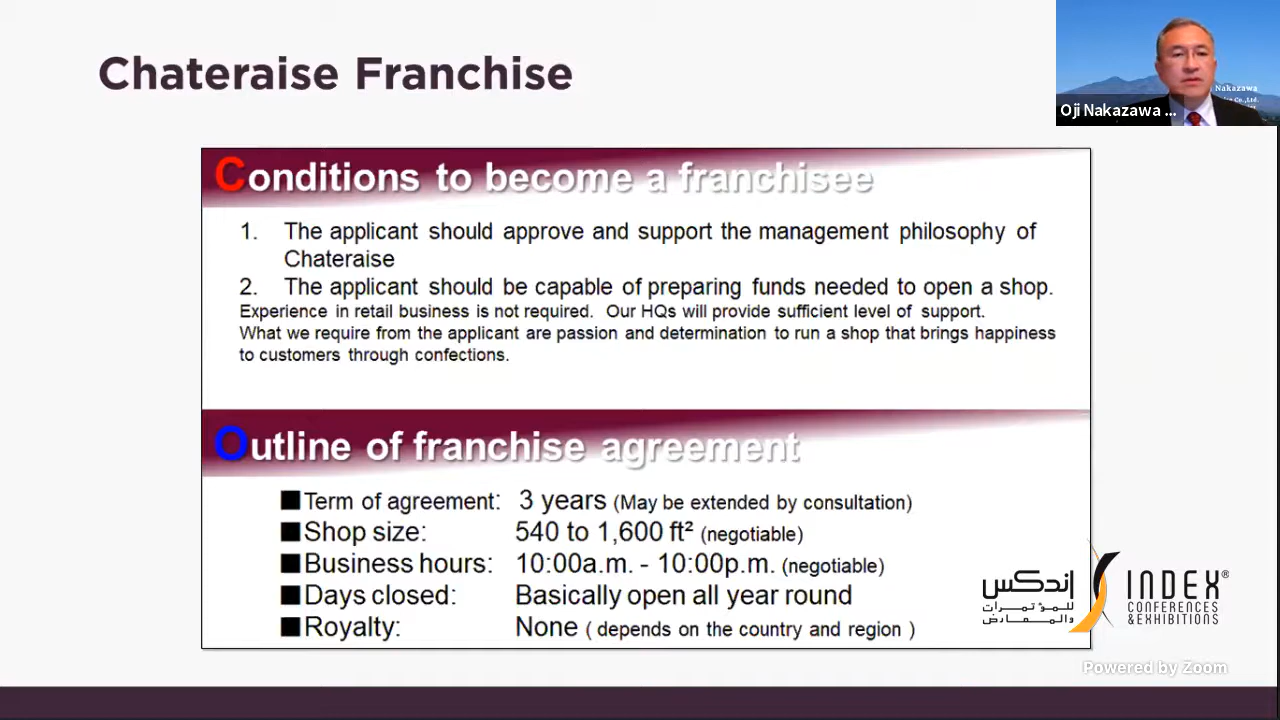 Chateraise Franchise
Nakazawa
Co.,Ltd.
Oji Nakazawa ...
Conditions to become a franchisee
1. The applicant should approve and support the management philosophy of
Chateraise
2. The applicant should be capable of preparing funds needed to open a shop.
Experience in retail business is not required. Our HQs will provide sufficient level of support.
What we require from the applicant are passion and determination to run a shop that brings happiness
to customers through confections.
Outline of franchise agreement
■Term of agreement: 3 years (May be extended by consultation)
■Shop size: 540 to 1,600 ft² (negotiable)
■Business hours: 10:00a.m. - 10:00p.m. (negotiable)
■Days closed: Basically open all year round
■Royalty: None ( depends on the country and region )
إندكس
للمؤتمرات
والمعارض
INDEX®
CONFERENCES
& EXHIBITIONS
Powered by Zoom